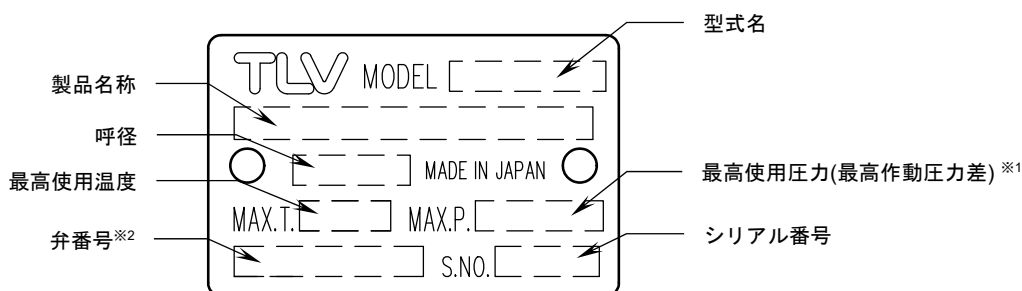 型式名
TLV MODEL
製品名称
呼径
MADE IN JAPAN
最高使用温度
最高使用圧力(最高作動圧力差) ※1
MAX.T. MAX.P.
弁番号※2
シリアル番号
S.NO.